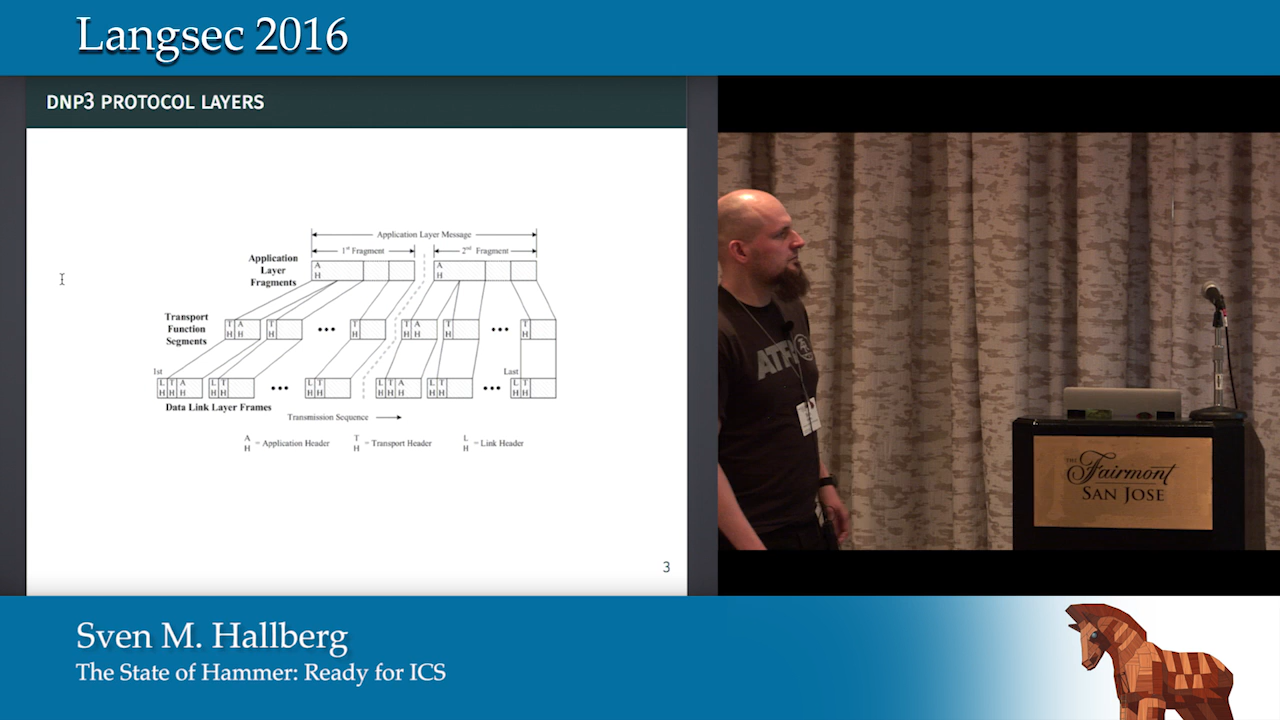 Langsec 2016
DNP3 PROTOCOL LAYERS
Application Layer Message
1st Fragment
2nd Fragment
Application
Layer
Fragments
A
H
A
H
Transport
Function
Segments
T A
H H
T
H
•••
T
H
T A
H H
T
H
•••
T
H
1st
Last
L T A
H H H
L T
H H
•••
L T
H H
L T A
H H H
L T
H H
•••
L T
H H
Data Link Layer Frames
Transmission Sequence
A
H = Application Header
T
H = Transport Header
L
H = Link Header
3
ATF
THE
Fairmont
SAN JOSE
Sven M. Hallberg
The State of Hammer: Ready for ICS